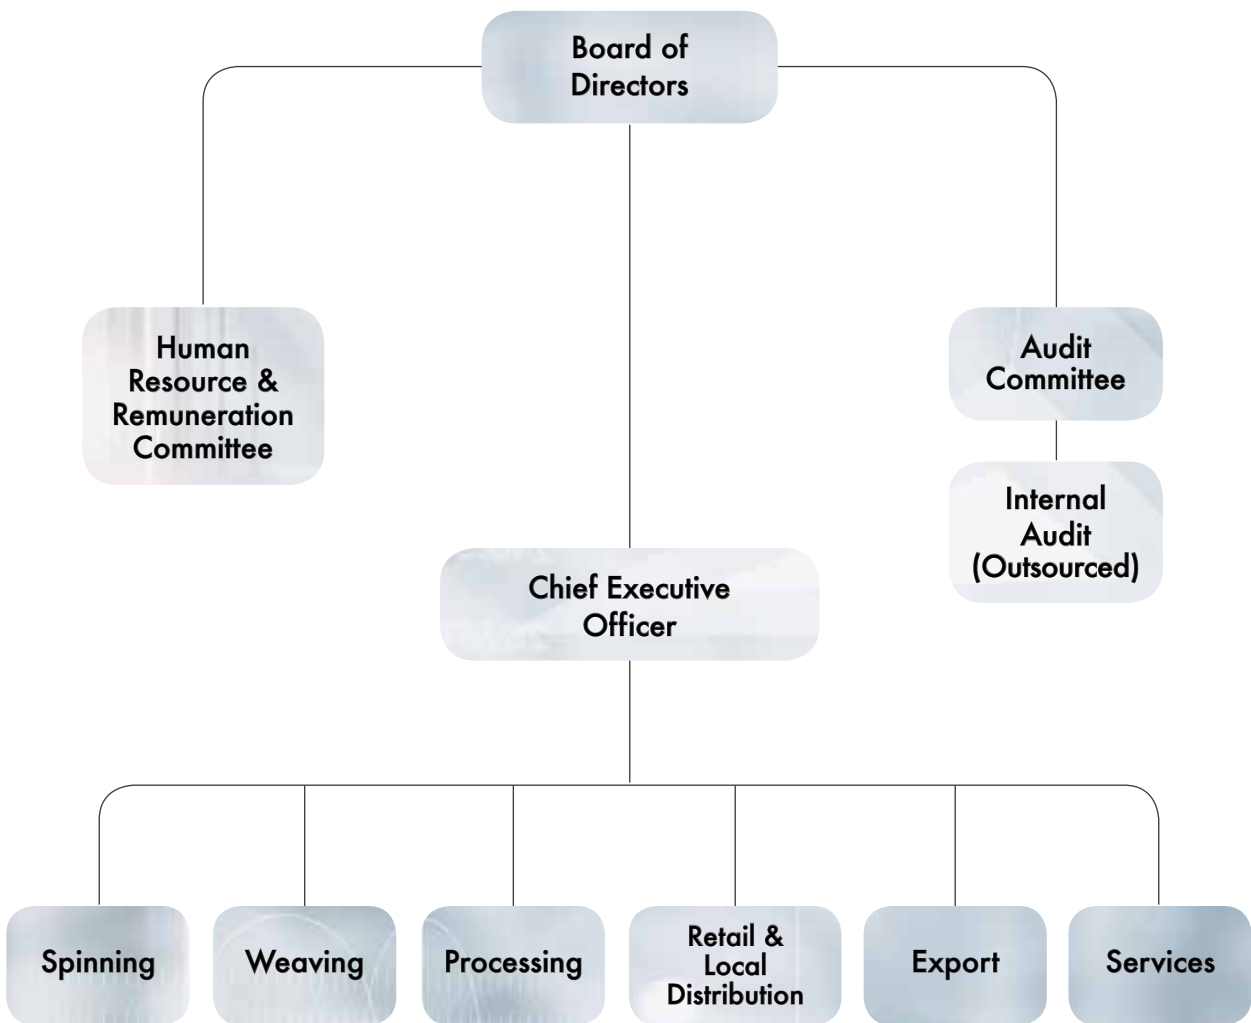 Board of
Directors
Human
Resource &
Remuneration
Committee
Audit
Committee
Internal
Audit
(Outsourced)
Chief Executive
Officer
Spinning
Weaving
Processing
Retail &
Local
Distribution
Export
Services